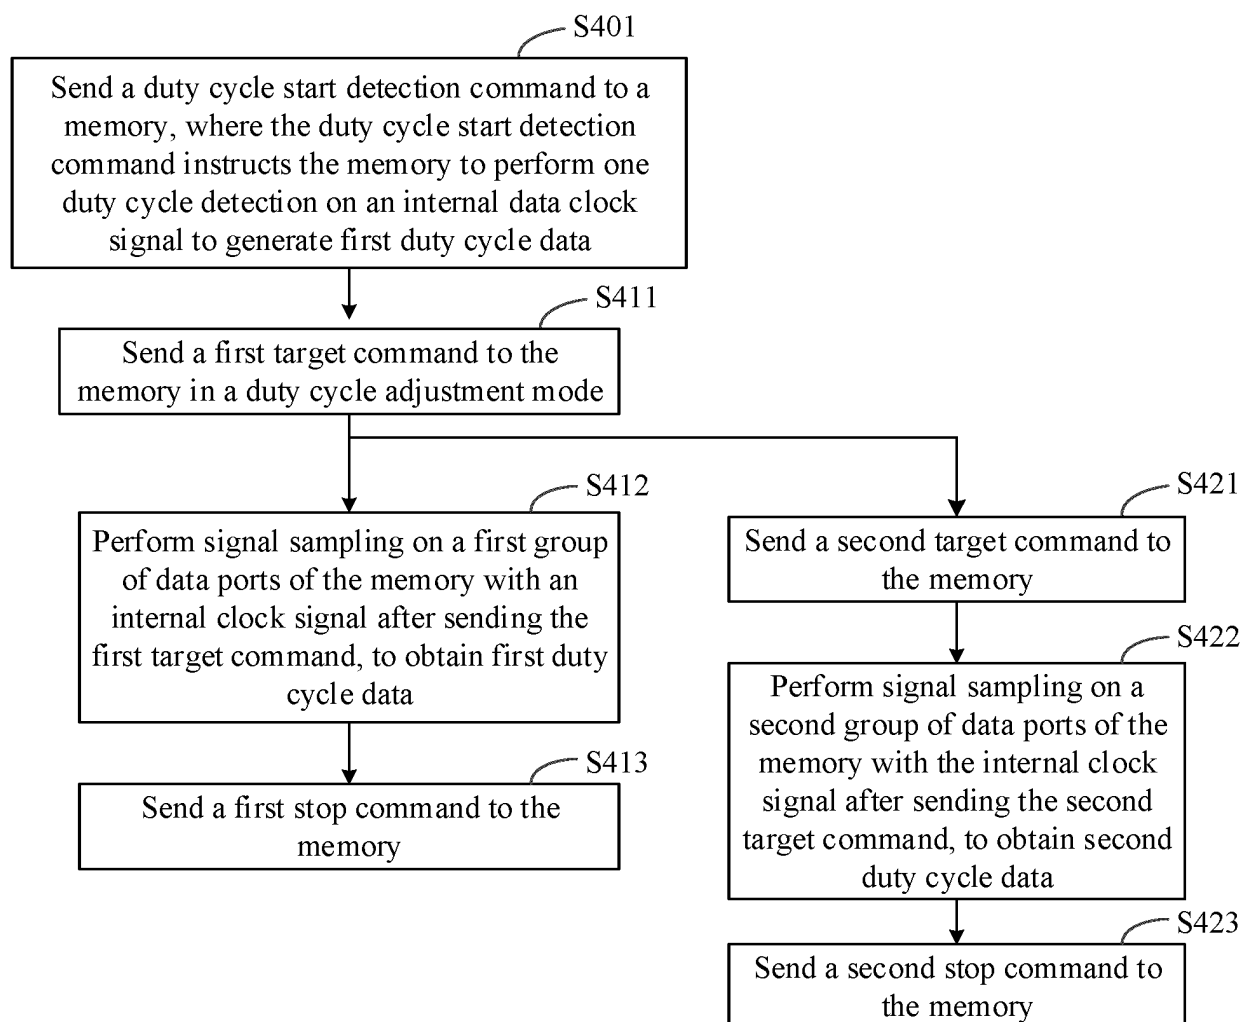 S401
Send a duty cycle start detection command to a
memory, where the duty cycle start detection
command instructs the memory to perform one
duty cycle detection on an internal data clock
signal to generate first duty cycle data
S411
Send a first target command to the
memory in a duty cycle adjustment mode
S412
Perform signal sampling on a first group
of data ports of the memory with an
internal clock signal after sending the
first target command, to obtain first duty
cycle data
S413
Send a first stop command to the
memory
S421
Send a second target command to
the memory
S422
Perform signal sampling on a
second group of data ports of the
memory with the internal clock
signal after sending the second
target command, to obtain second
duty cycle data
S423
Send a second stop command to
the memory